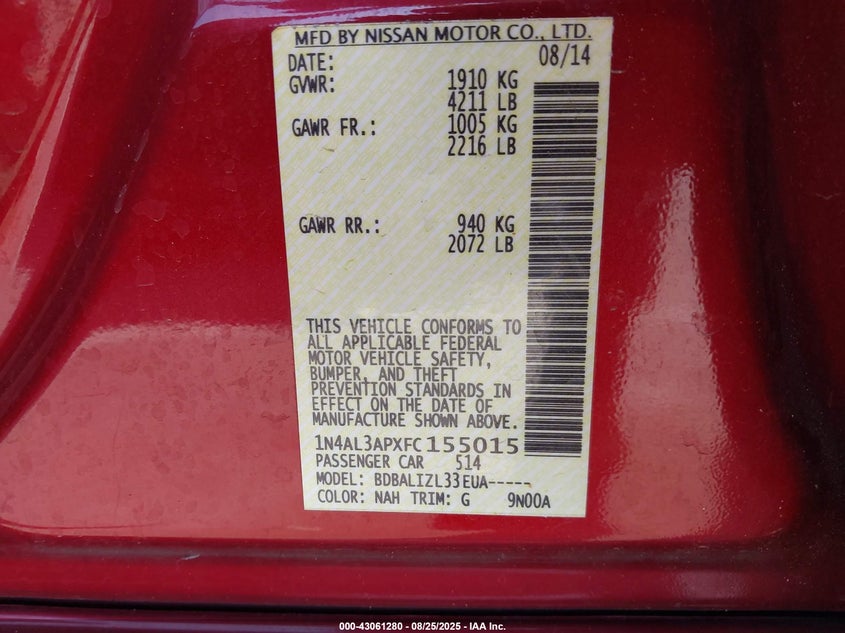 MFD BY NISSAN MOTOR CO., LTD.
DATE: 08/14
GVWR: 1910 KG
4211 LB
GAWR FR.: 1005 KG
2216 LB
GAWR RR.: 940 KG
2072 LB
THIS VEHICLE CONFORMS TO
ALL APPLICABLE FEDERAL
MOTOR VEHICLE SAFETY,
BUMPER, AND THEFT
PREVENTION STANDARDS IN
EFFECT ON THE DATE OF
MANUFACTURE SHOWN ABOVE.
1N4AL3APXFC155015
PASSENGER CAR 514
MODEL: BDBALIZL33EUA-----
COLOR: NAH TRIM: G 9N00A
000-43061280 - 08/25/2025 - IAA Inc.